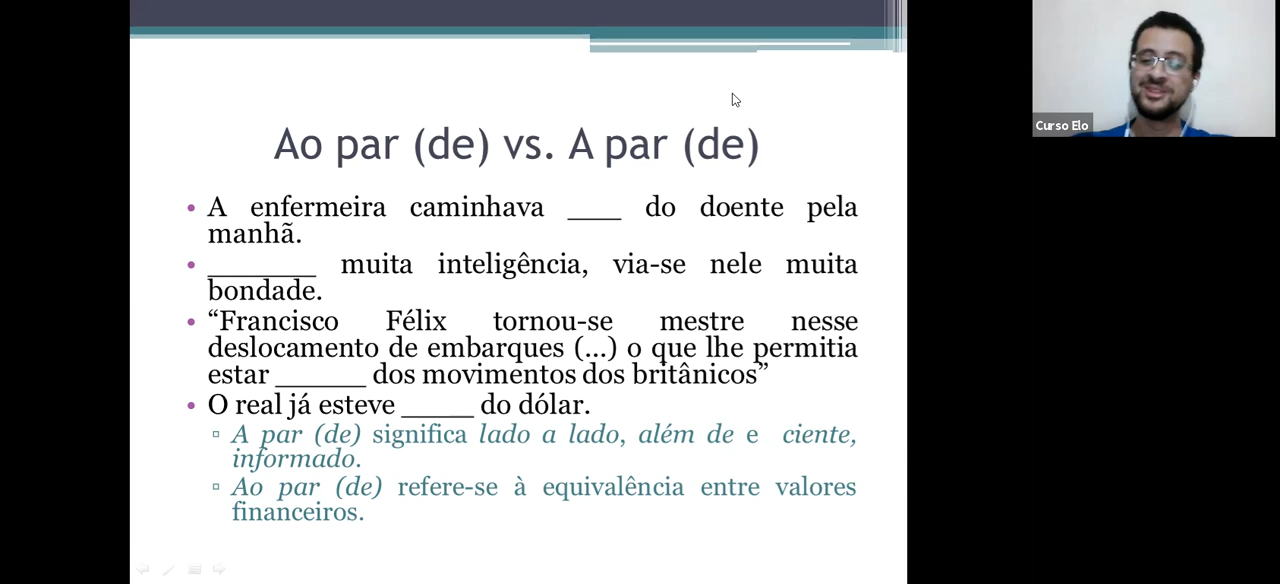 Ao par (de) vs. A par (de)
• A enfermeira caminhava ___ do doente pela
manhã.
• ______ muita inteligência, via-se nele muita
bondade.
• “Francisco Félix tornou-se mestre nesse
deslocamento de embarques (...) o que lhe permitia
estar _____ dos movimentos dos britânicos”
• O real já esteve ____ do dólar.
▫ A par (de) significa lado a lado, além de e ciente,
informado.
▫ Ao par (de) refere-se à equivalência entre valores
financeiros.
Curso Elo